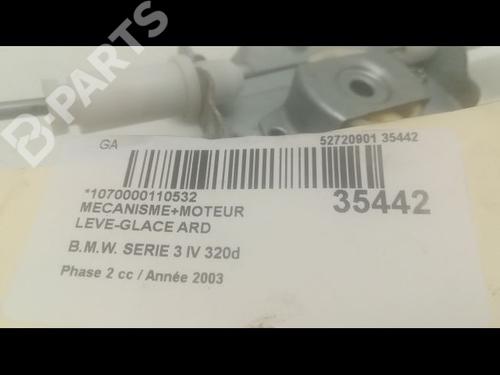 B-PARTS
GA
52720901 35442
*1070000110532
35442
MECANISME+MOTEUR
LEVE-GLACE ARD
B.M.W. SERIE 3 IV 320d
Phase 2 cc / Année 2003